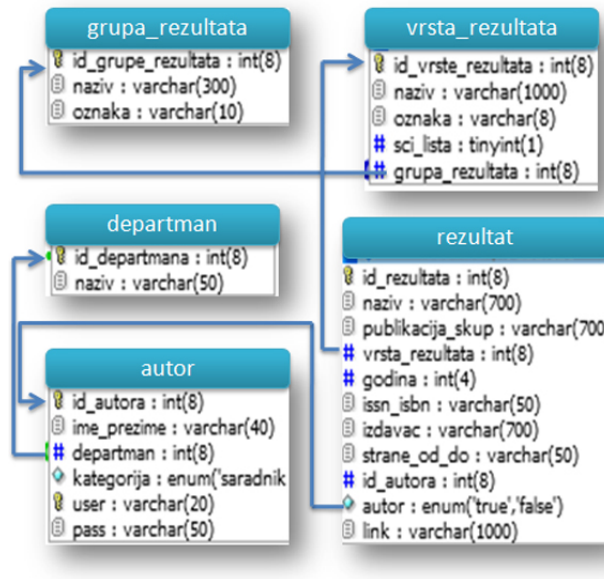 grupa_rezultata
id_grupe_rezultata : int(8)
naziv : varchar(300)
oznaka : varchar(10)
vrsta_rezultata
id_vrste_rezultata : int(8)
naziv : varchar(1000)
oznaka : varchar(8)
# sci_lista : tinyint(1)
# grupa_rezultata : int(8)
departman
id_departmana : int(8)
naziv : varchar(50)
autor
id_autora : int(8)
ime_prezime : varchar(40)
# departman : int(8)
kategorija : enum('saradnik
user : varchar(20)
pass : varchar(50)
rezultat
id_rezultata : int(8)
naziv : varchar(700)
publikacija_skup : varchar(700
# vrsta_rezultata : int(8)
# godina : int(4)
issn_isbn : varchar(50)
izdavac : varchar(700)
strane_od_do : varchar(50)
# id_autora : int(8)
autor : enum('true','false')
link : varchar(1000)